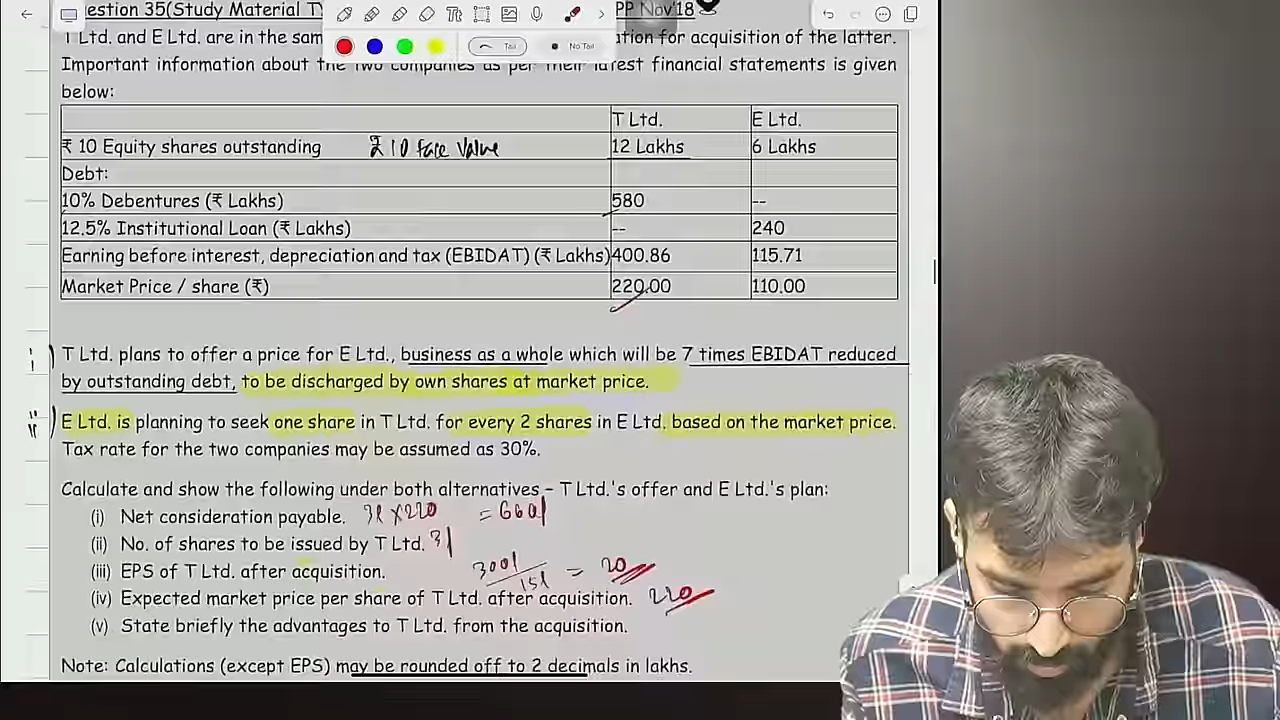 estion 35(Study Material T
PP Nov'18
T Ltd. and E Ltd. are in the sam
ation for acquisition of the latter.
Tail
No Tail
Important information about the two companies as per their latest financial statements is given
below:
T Ltd. E Ltd.
₹ 10 Equity shares outstanding ₹ 10 face value 12 Lakhs 6 Lakhs
Debt:
10% Debentures (₹ Lakhs) 580 --
12.5% Institutional Loan (₹ Lakhs) -- 240
Earning before interest, depreciation and tax (EBIDAT) (₹ Lakhs) 400.86 115.71
Market Price / share (₹) 220.00 110.00
i) T Ltd. plans to offer a price for E Ltd., business as a whole which will be 7 times EBIDAT reduced
by outstanding debt, to be discharged by own shares at market price.
ii) E Ltd. is planning to seek one share in T Ltd. for every 2 shares in E Ltd. based on the market price.
Tax rate for the two companies may be assumed as 30%.
Calculate and show the following under both alternatives – T Ltd.'s offer and E Ltd.'s plan:
(i) Net consideration payable. 3l x 220 = 660l
(ii) No. of shares to be issued by T Ltd. 3l
(iii) EPS of T Ltd. after acquisition. 300l / 15l = 20
(iv) Expected market price per share of T Ltd. after acquisition. 220
(v) State briefly the advantages to T Ltd. from the acquisition.
Note: Calculations (except EPS) may be rounded off to 2 decimals in lakhs.